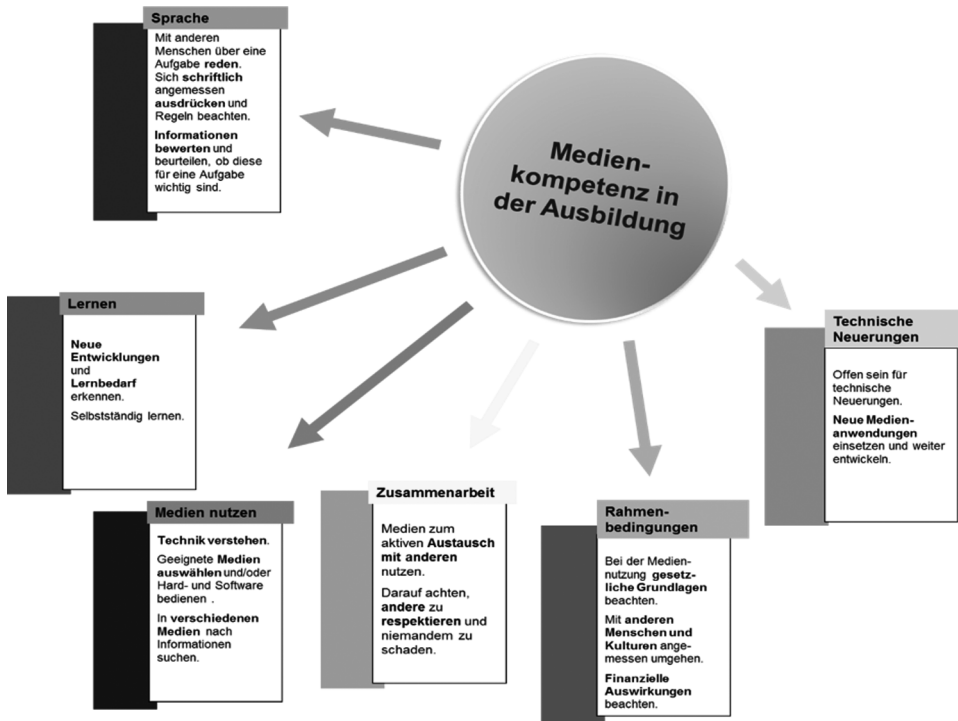 Medien-
kompetenz in
der Ausbildung
Sprache
Mit anderen
Menschen über eine
Aufgabe reden.
Sich schriftlich
angemessen
ausdrücken und
Regeln beachten.
Informationen
bewerten und
beurteilen, ob diese
für eine Aufgabe
wichtig sind.
Lernen
Neue
Entwicklungen
und
Lernbedarf
erkennen.
Selbstständig lernen.
Medien nutzen
Technik verstehen.
Geeignete Medien
auswählen und/oder
Hard- und Software
bedienen .
In verschiedenen
Medien nach
Informationen
suchen.
Zusammenarbeit
Medien zum
aktiven Austausch
mit anderen
nutzen.
Darauf achten,
andere zu
respektieren und
niemandem zu
schaden.
Rahmen-
bedingungen
Bei der Medien-
nutzung gesetz-
liche Grundlagen
beachten.
Mit anderen
Menschen und
Kulturen ange-
messen umgehen.
Finanzielle
Auswirkungen
beachten.
Technische
Neuerungen
Offen sein für
technische
Neuerungen.
Neue Medien-
anwendungen
einsetzen und weiter
entwickeln.